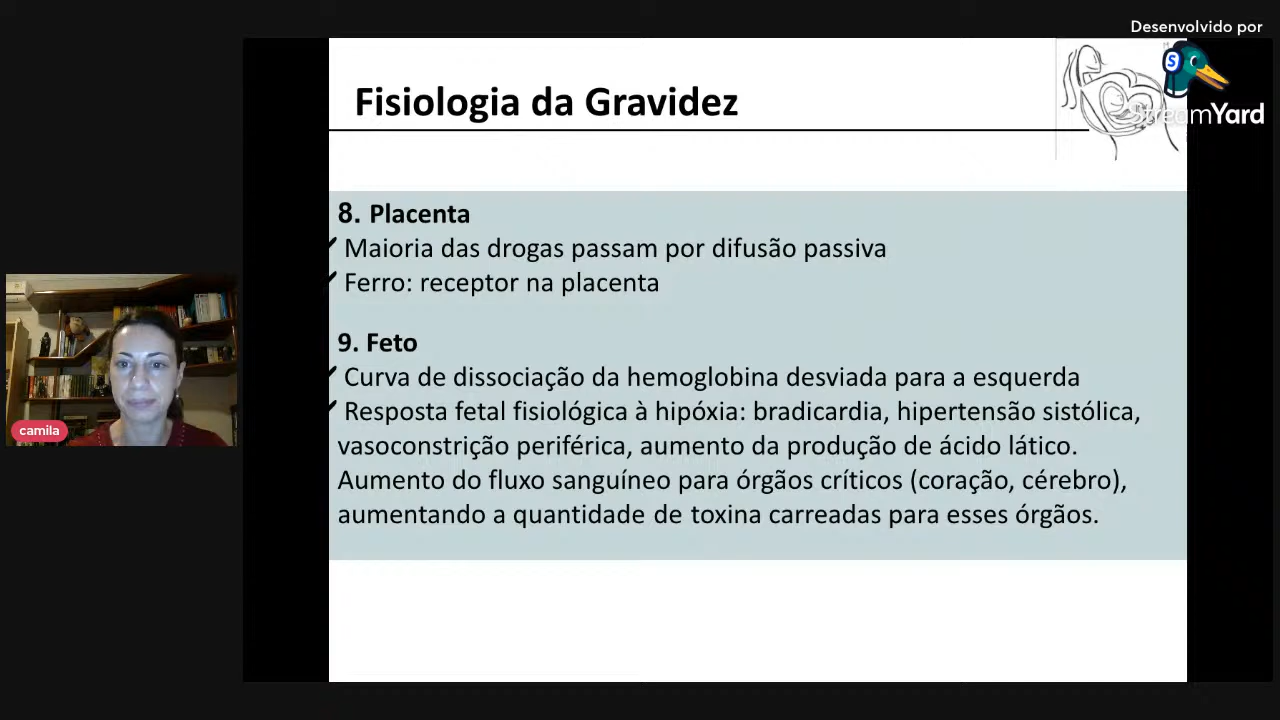 Desenvolvido por
StreamYard
Fisiologia da Gravidez
8. Placenta
✓ Maioria das drogas passam por difusão passiva
✓ Ferro: receptor na placenta
9. Feto
✓ Curva de dissociação da hemoglobina desviada para a esquerda
✓ Resposta fetal fisiológica à hipóxia: bradicardia, hipertensão sistólica,
vasoconstrição periférica, aumento da produção de ácido lático.
Aumento do fluxo sanguíneo para órgãos críticos (coração, cérebro),
aumentando a quantidade de toxina carreadas para esses órgãos.
camila